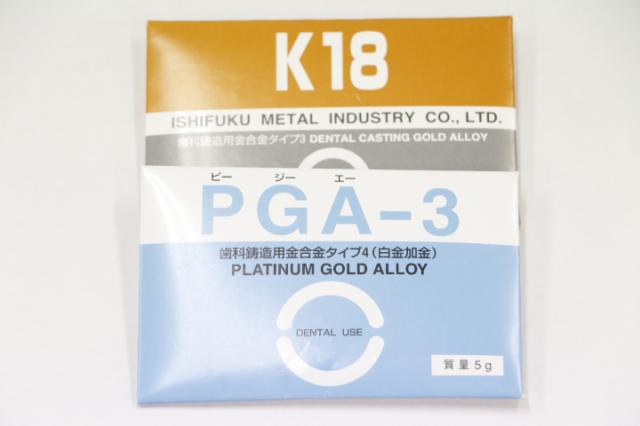 K18
ISHIFUKU METAL INDUSTRY CO., LTD.
歯科鋳造用金合金タイプ3 DENTAL CASTING GOLD ALLOY
ピー ジー エー
PGA-3
歯科鋳造用金合金タイプ4(白金加金)
PLATINUM GOLD ALLOY
DENTAL USE
質量5g